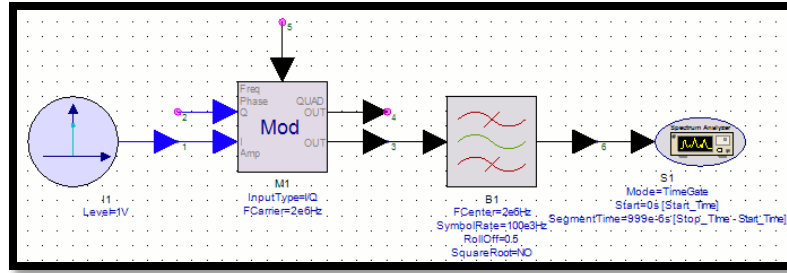 5
Freq
Phase QUAD
2 Q OUT 4
Mod
1 I OUT 3
Amp
6
Spectrum Analyzer
I1
Level=1V
M1
InputType=I/Q
FCarrier=2e6Hz
B1
FCenter=2e6Hz
SymbolRate=100e3Hz
RollOff=0.5
SquareRoot=NO
S1
Mode=TimeGate
Start=0s [Start_Time]
SegmentTime=999e-6s [Stop_Time - Start_Time]